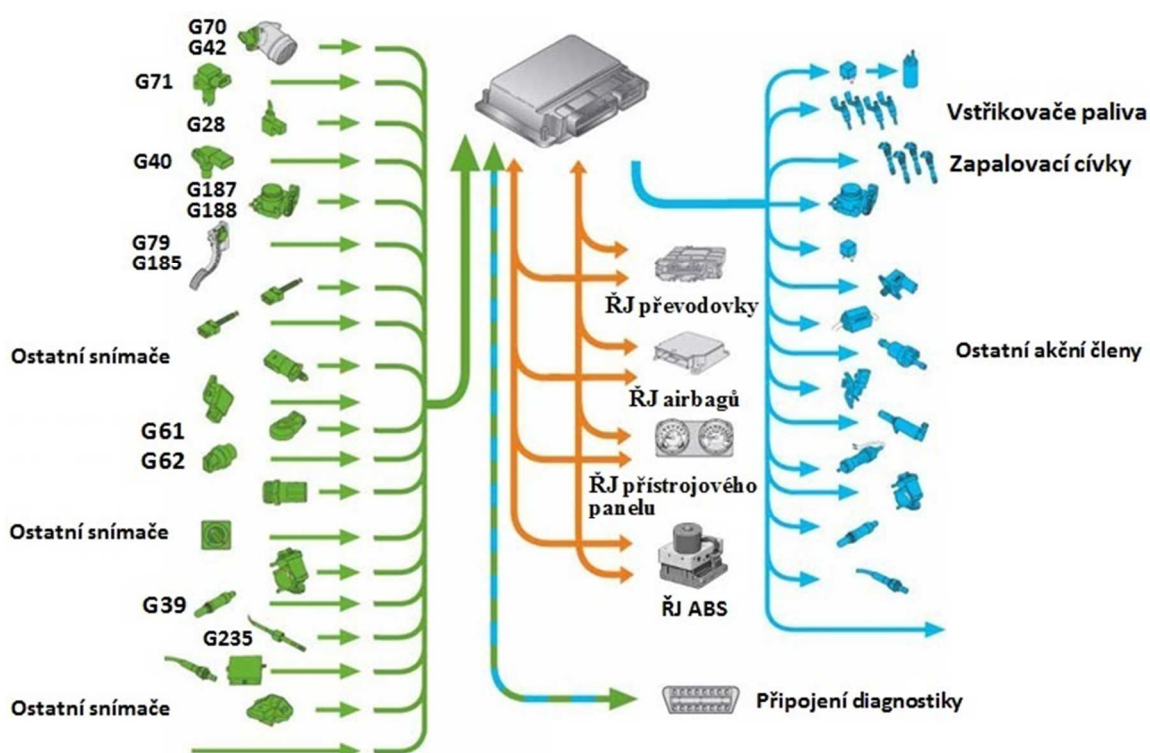 G70
G42
G71
G28
G40
G187
G188
G79
G185
Ostatní snímače
G61
G62
Ostatní snímače
G39
G235
Ostatní snímače
ŘJ převodovky
ŘJ airbagů
ŘJ přístrojového
panelu
ŘJ ABS
Připojení diagnostiky
Vstřikovače paliva
Zapalovací cívky
Ostatní akční členy